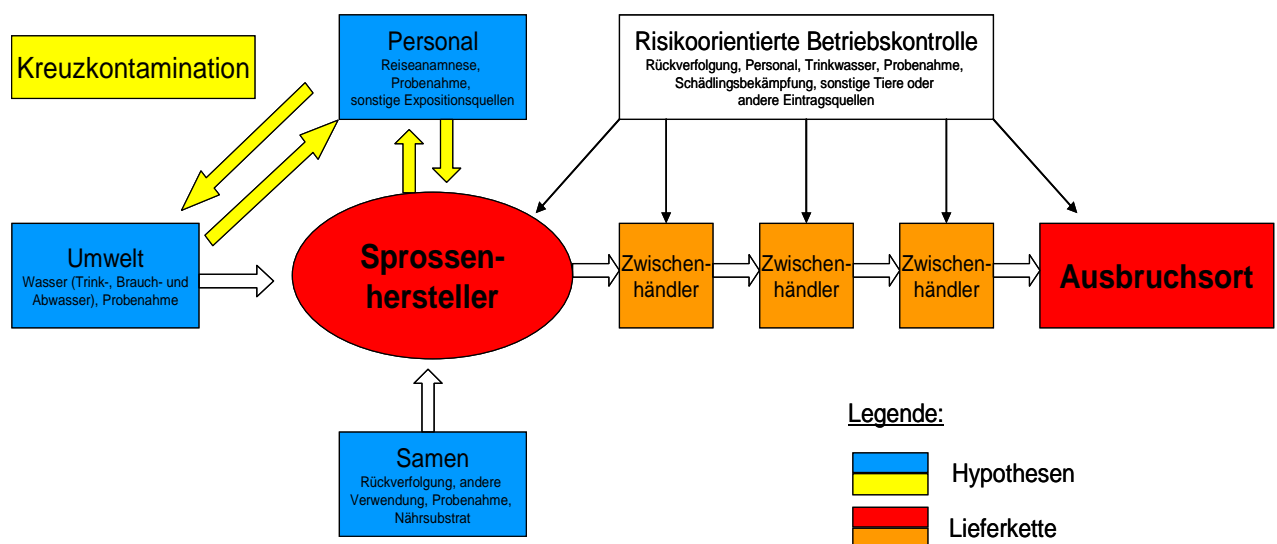 Kreuzkontamination
Personal
Reiseanamnese,
Probenahme,
sonstige Expositionsquellen
Risikoorientierte Betriebskontrolle
Rückverfolgung, Personal, Trinkwasser, Probenahme,
Schädlingsbekämpfung, sonstige Tiere oder
andere Eintragsquellen
Umwelt
Wasser (Trink-, Brauch- und
Abwasser), Probenahme
Sprossen-
hersteller
Zwischen-
händler
Zwischen-
händler
Zwischen-
händler
Ausbruchsort
Samen
Rückverfolgung, andere
Verwendung, Probenahme,
Nährsubstrat
Legende:
Hypothesen
Lieferkette